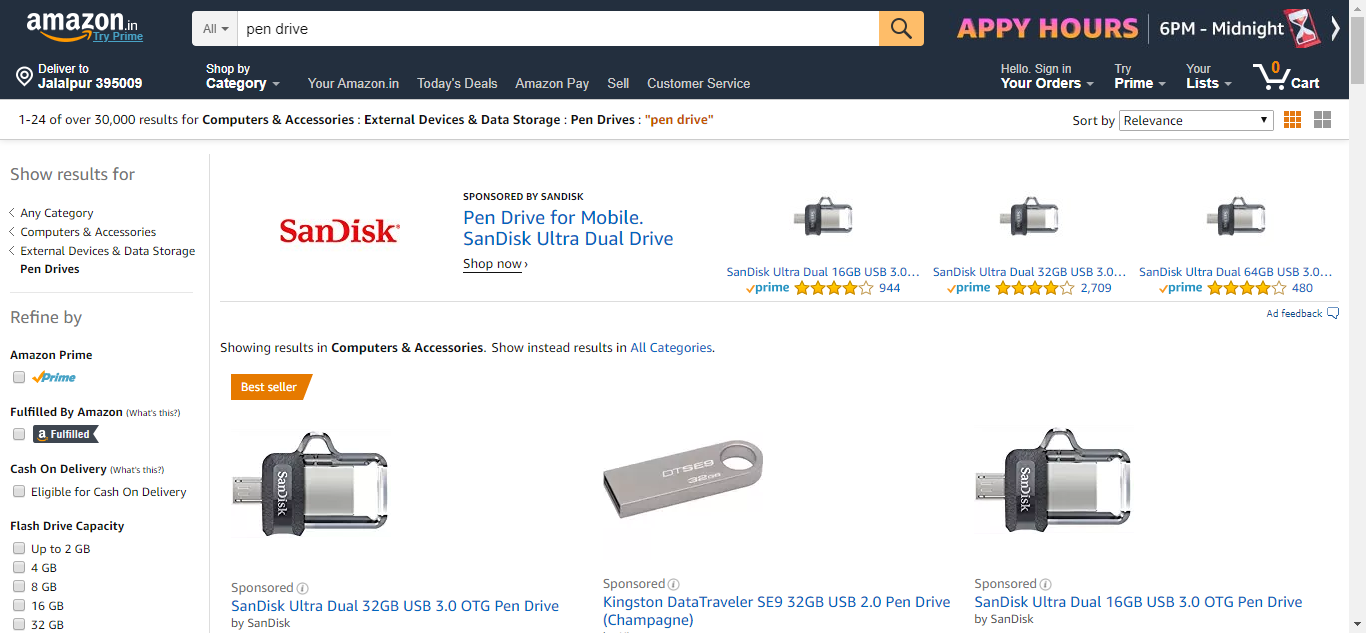 amazon.in
Try Prime
All
pen drive
APPY HOURS
6PM - Midnight
Deliver to
Jalalpur 395009
Shop by
Category
Your Amazon.in
Today's Deals
Amazon Pay
Sell
Customer Service
Hello. Sign in
Your Orders
Try
Prime
Your
Lists
0
Cart
1-24 of over 30,000 results for Computers & Accessories : External Devices & Data Storage : Pen Drives : "pen drive"
Sort by
Relevance
Show results for
Any Category
Computers & Accessories
External Devices & Data Storage
Pen Drives
Refine by
Amazon Prime
Prime
Fulfilled By Amazon (What's this?)
a Fulfilled
Cash On Delivery (What's this?)
Eligible for Cash On Delivery
Flash Drive Capacity
Up to 2 GB
4 GB
8 GB
16 GB
32 GB
SanDisk®
SPONSORED BY SANDISK
Pen Drive for Mobile.
SanDisk Ultra Dual Drive
Shop now ›
SanDisk Ultra Dual 16GB USB 3.0...
prime 944
SanDisk Ultra Dual 32GB USB 3.0...
prime 2,709
SanDisk Ultra Dual 64GB USB 3.0...
prime 480
Ad feedback
Showing results in Computers & Accessories. Show instead results in All Categories.
Best seller
SanDisk
Sponsored
SanDisk Ultra Dual 32GB USB 3.0 OTG Pen Drive
by SanDisk
DTSE9
32GB
Sponsored
Kingston DataTraveler SE9 32GB USB 2.0 Pen Drive
(Champagne)
SanDisk
Sponsored
SanDisk Ultra Dual 16GB USB 3.0 OTG Pen Drive
by SanDisk